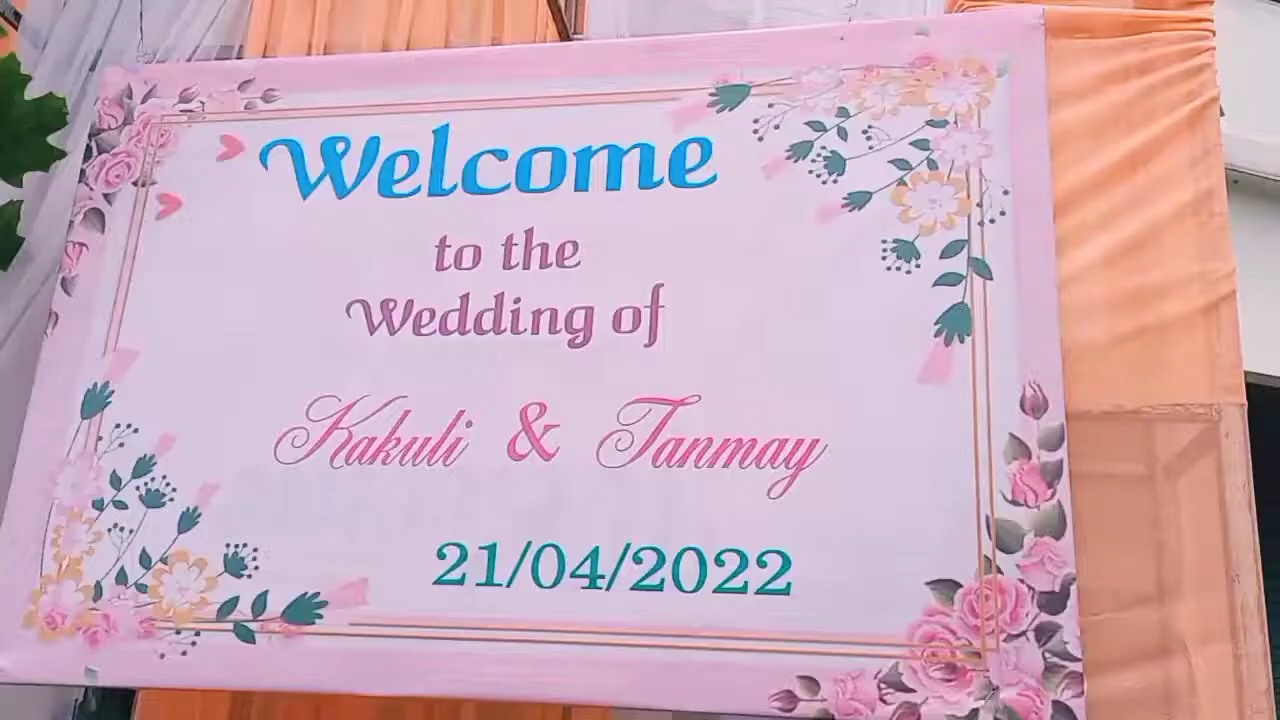 Welcome
to the
Wedding of
Kakuli & Tanmay
21/04/2022